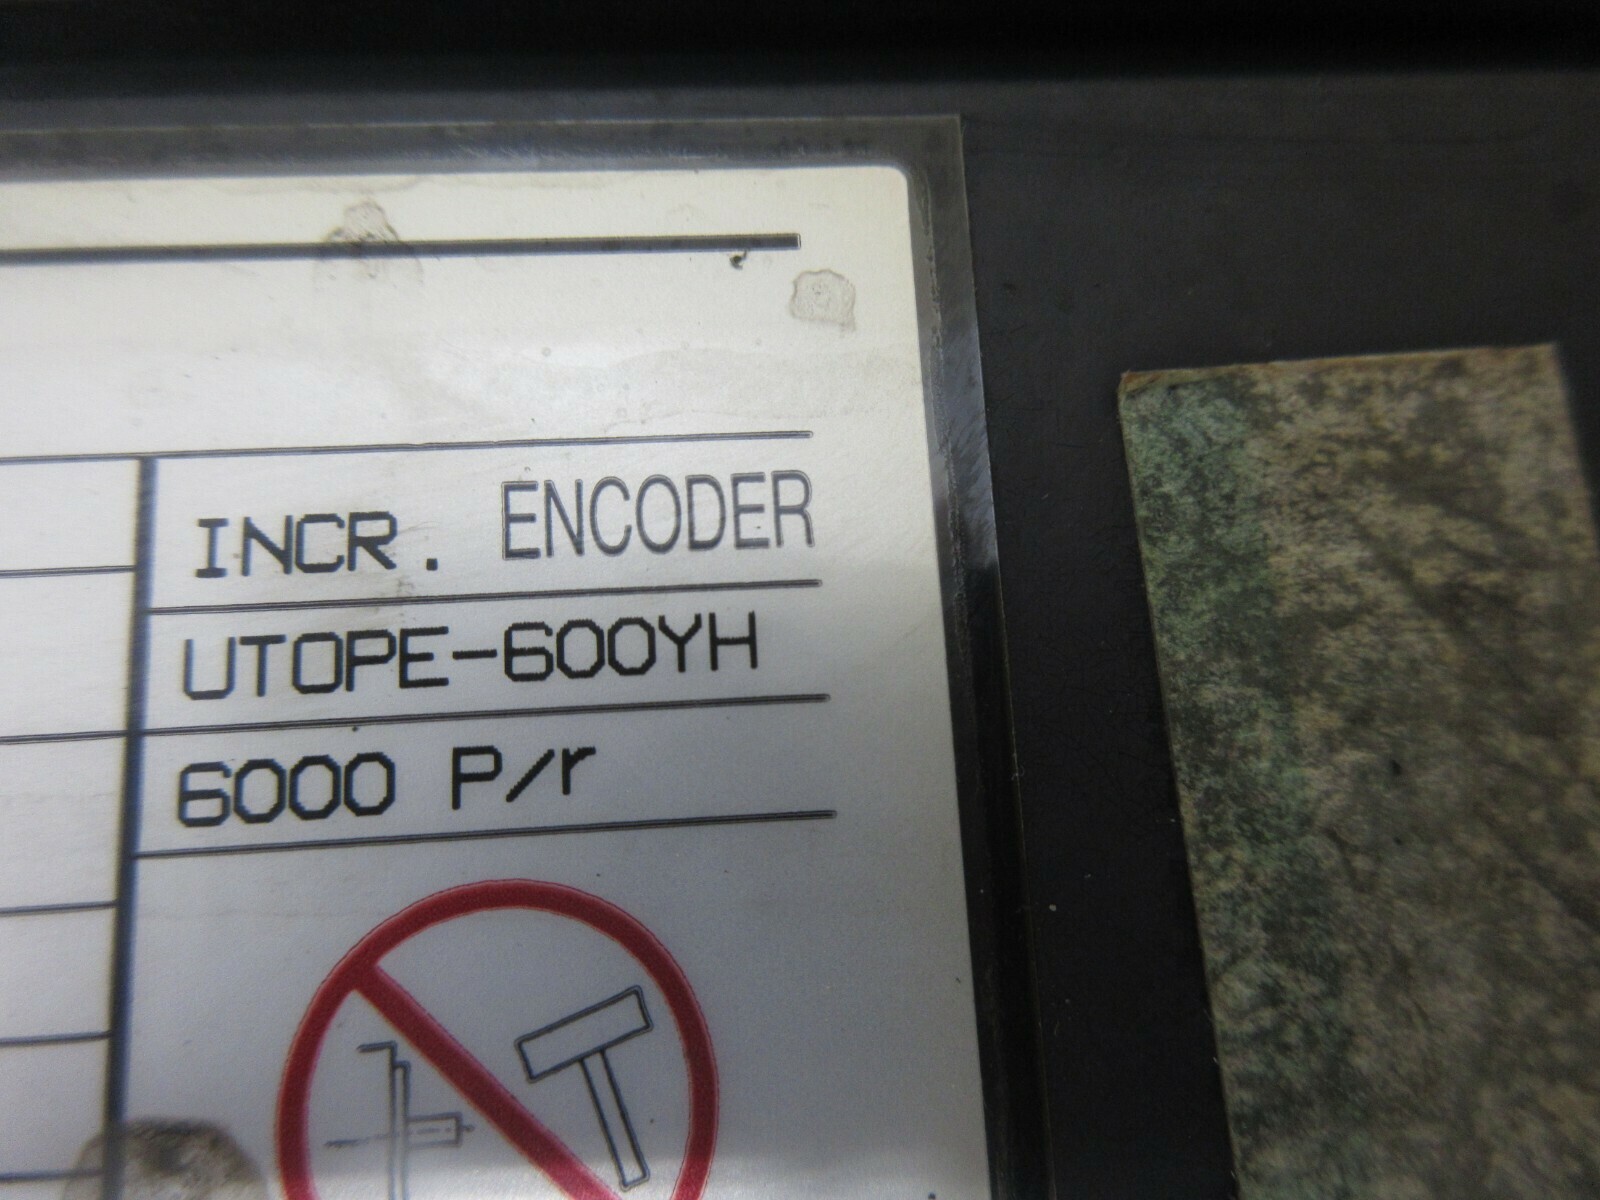 INCR. ENCODER
UTOPE-600YH
6000 P/r